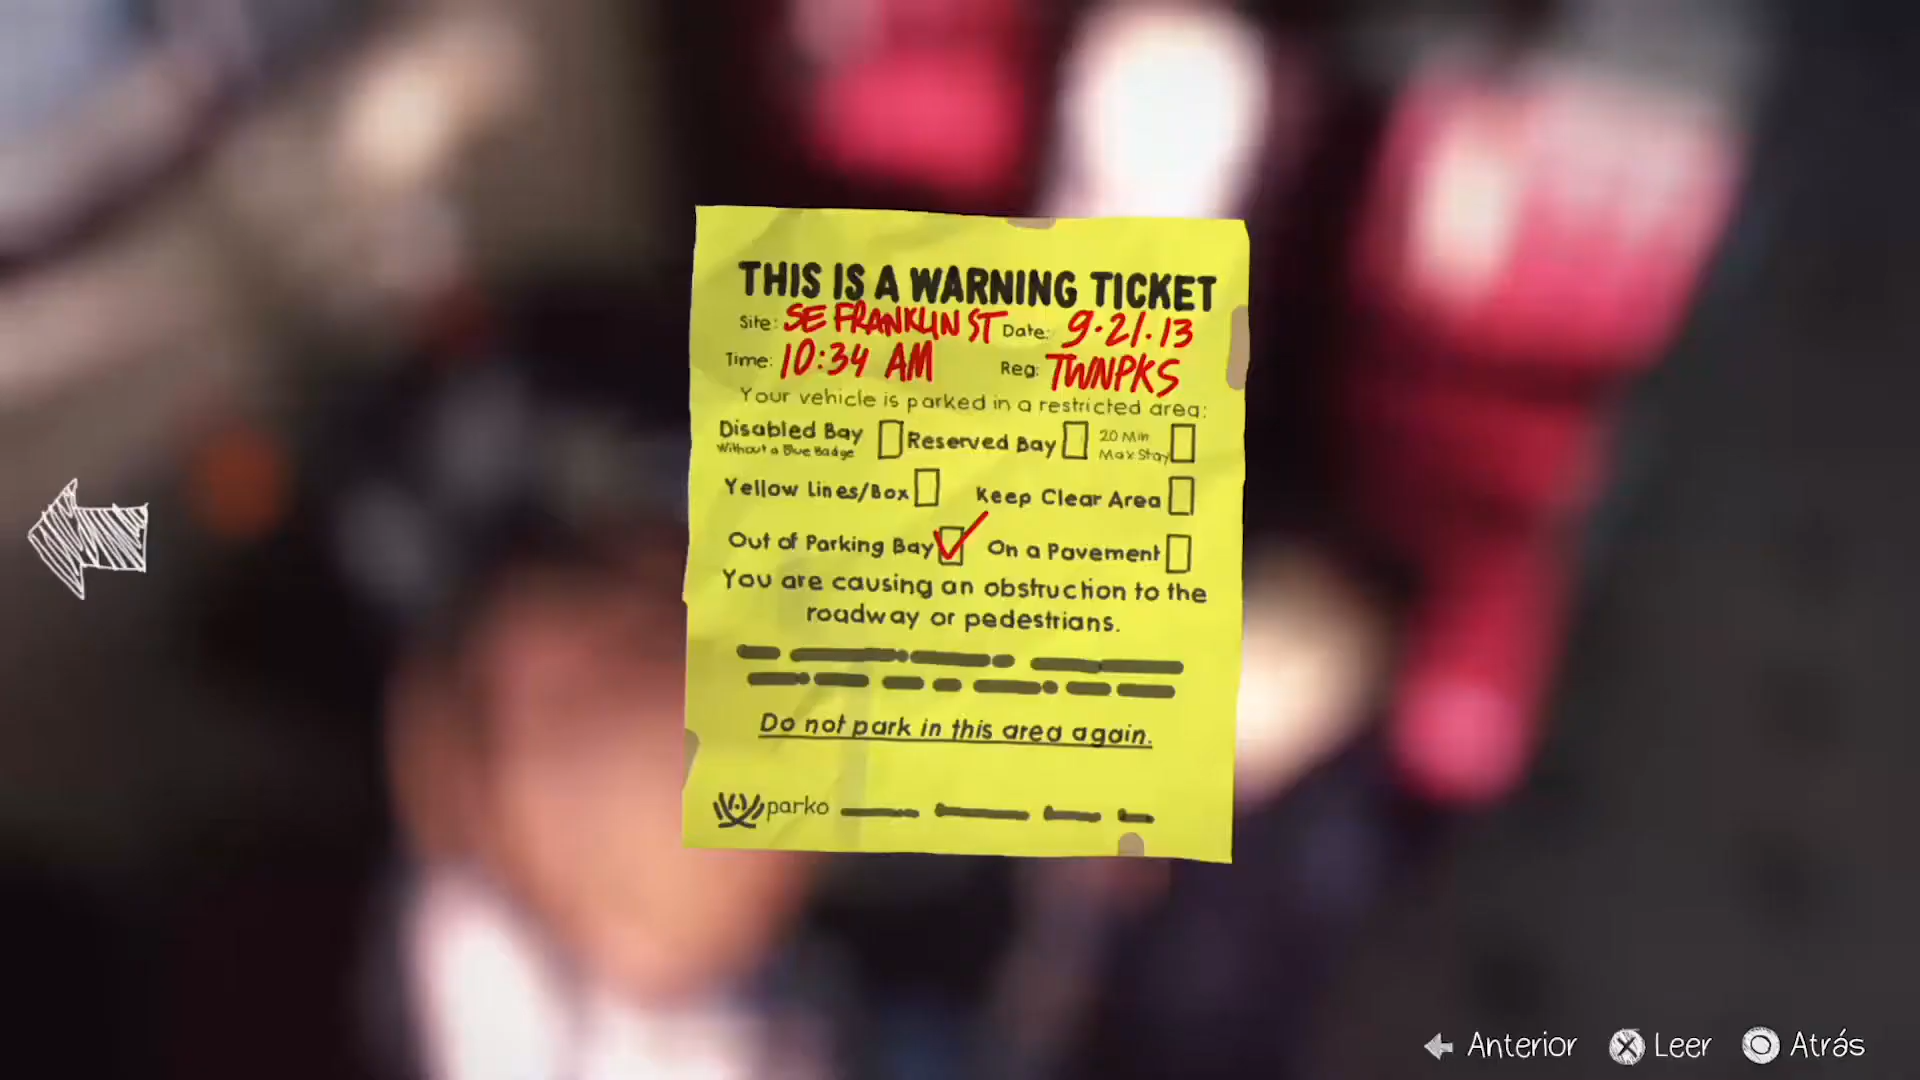 THIS IS A WARNING TICKET
Site: SE FRANKLIN ST Date: 9.21.13
Time: 10:34 AM Reg: TWNPKS
Your vehicle is parked in a restricted area:
Disabled Bay Reserved Bay 20 Min
Without a Blue Badge Max Stay
Yellow Lines/Box Keep Clear Area
Out of Parking Bay On a Pavement
You are causing an obstruction to the
roadway or pedestrians.
Do not park in this area again.
parko
Anterior Leer Atrás